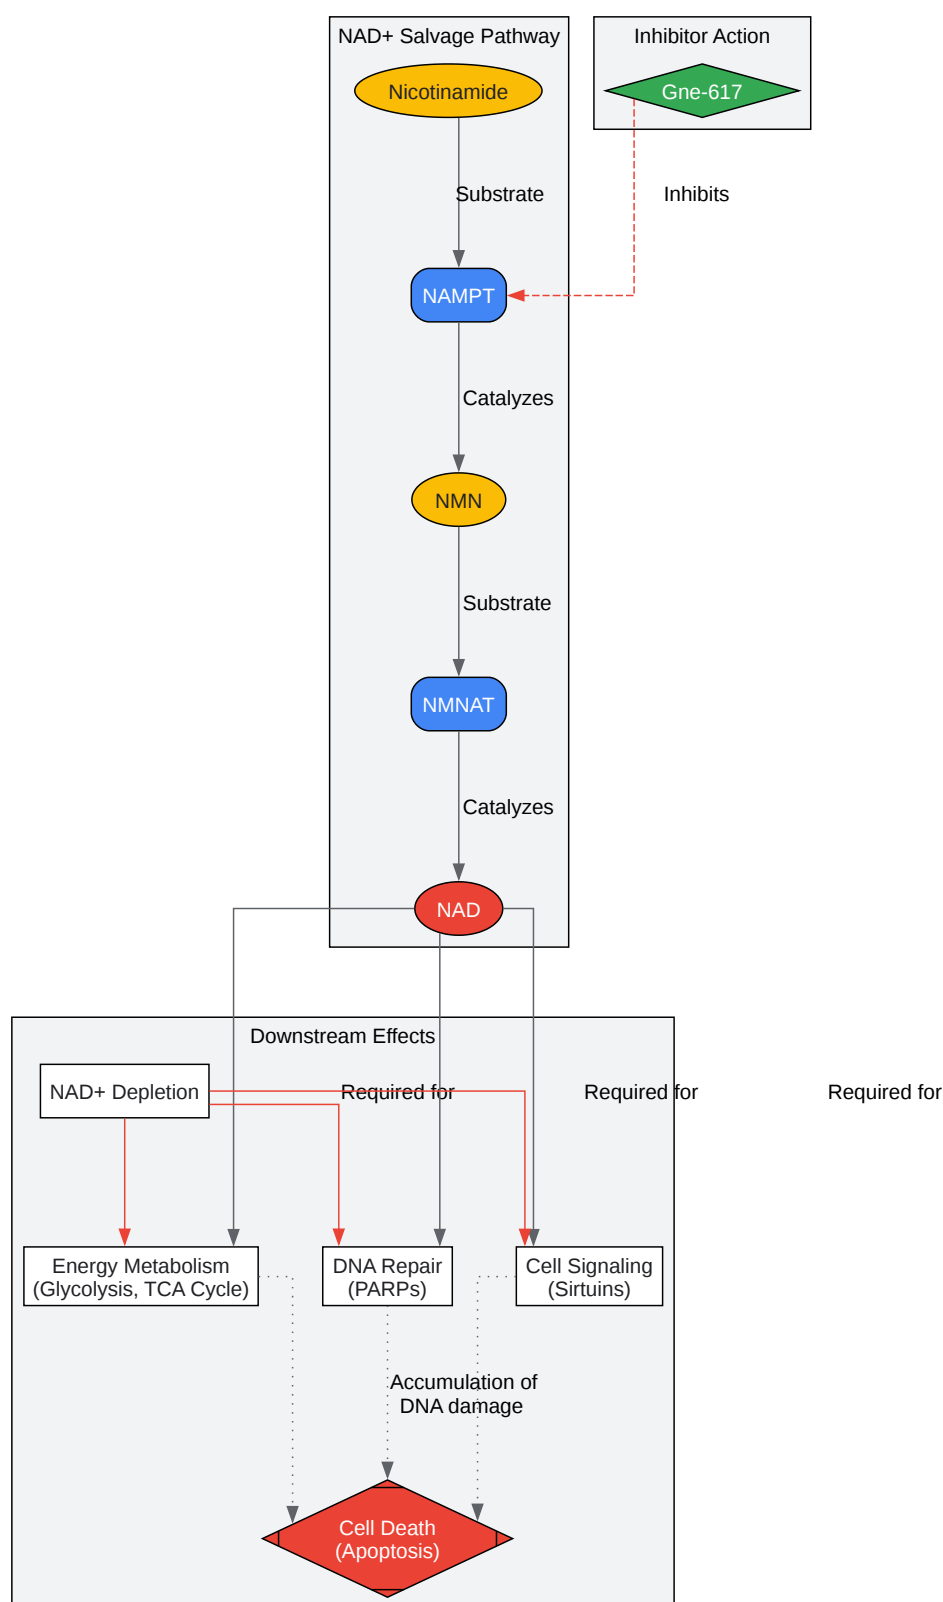 NAD+ Salvage Pathway
Inhibitor Action
Nicotinamide
Gne-617
Substrate
Inhibits
NAMPT
Catalyzes
NMN
Substrate
NMNAT
Catalyzes
NAD
Downstream Effects
NAD+ Depletion
Required for
Required for
Required for
Energy Metabolism
(Glycolysis, TCA Cycle)
DNA Repair
(PARPs)
Cell Signaling
(Sirtuins)
Accumulation of
DNA damage
Cell Death
(Apoptosis)